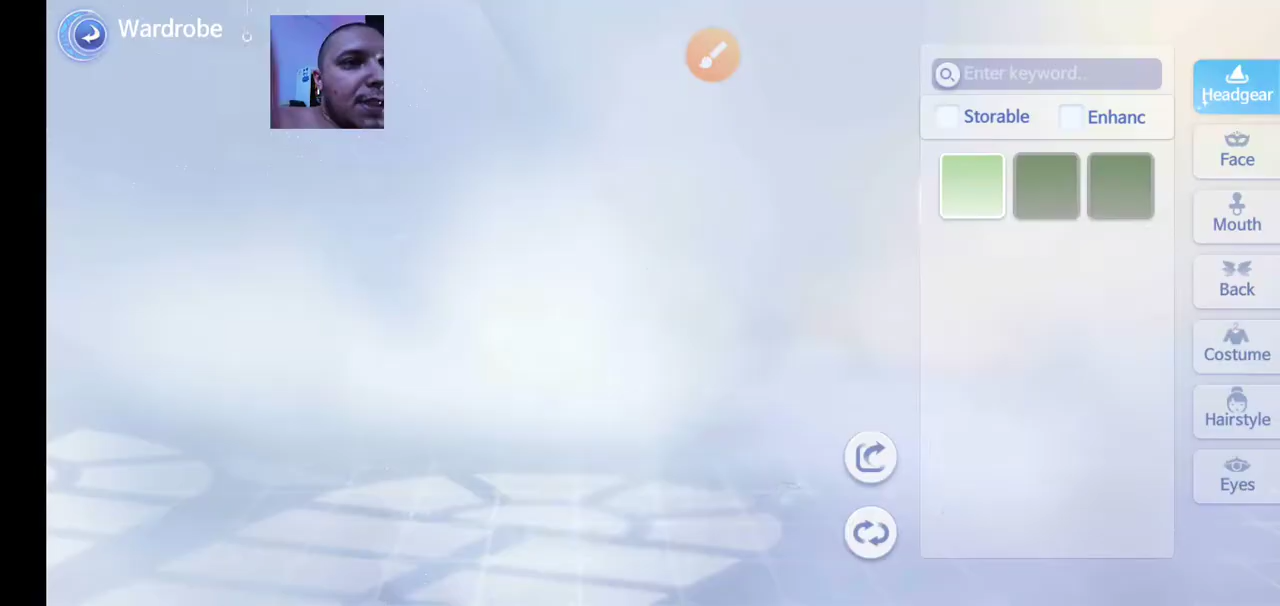 Wardrobe
Enter keyword..
Storable
Enhanc
Headgear
Face
Mouth
Back
Costume
Hairstyle
Eyes